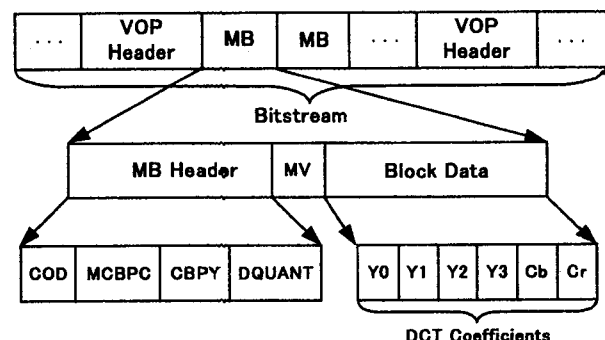 ... VOP Header MB MB ... VOP Header ...
Bitstream
MB Header MV Block Data
COD MCBPC CBPY DQUANT Y0 Y1 Y2 Y3 Cb Cr
DCT Coefficients